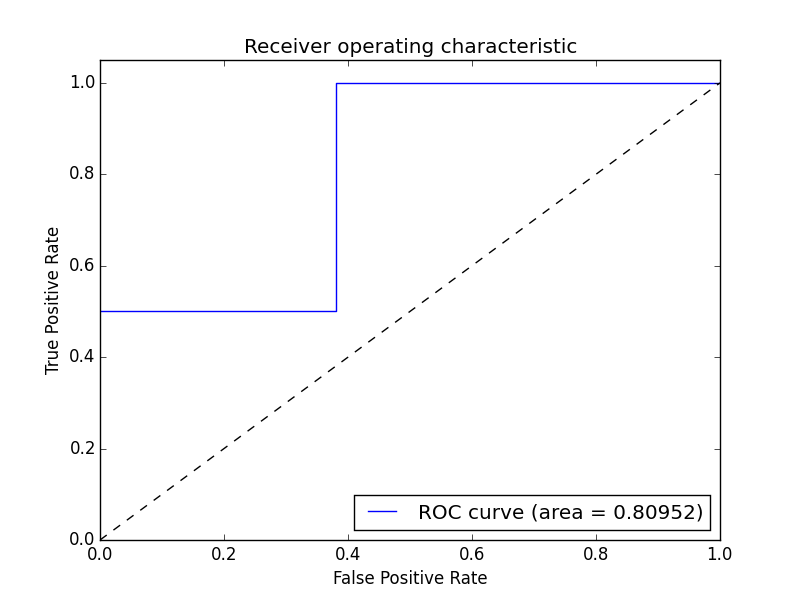 Receiver operating characteristic
1.0
0.8
0.6
0.4
0.2
0.0
True Positive Rate
ROC curve (area = 0.80952)
0.0 0.2 0.4 0.6 0.8 1.0
False Positive Rate